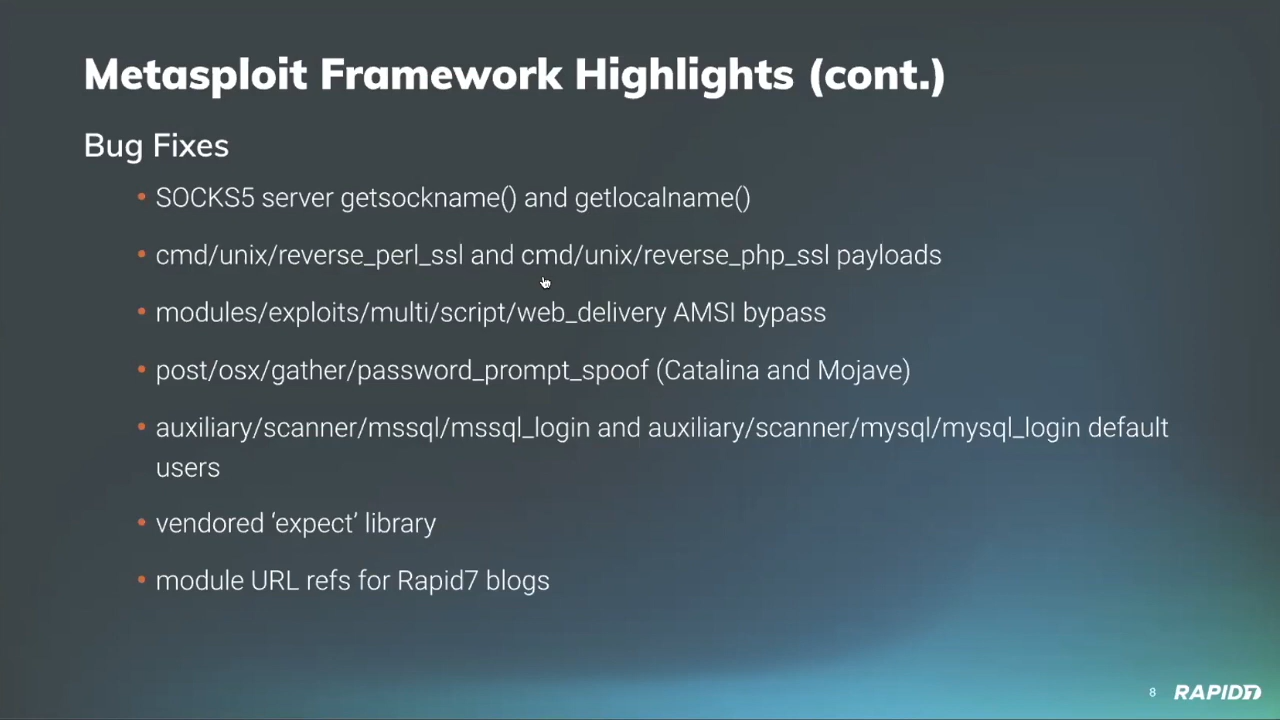 Metasploit Framework Highlights (cont.)
Bug Fixes
• SOCKS5 server getsockname() and getlocalname()
• cmd/unix/reverse_perl_ssl and cmd/unix/reverse_php_ssl payloads
• modules/exploits/multi/script/web_delivery AMSI bypass
• post/osx/gather/password_prompt_spoof (Catalina and Mojave)
• auxiliary/scanner/mssql/mssql_login and auxiliary/scanner/mysql/mysql_login default
users
• vendored ‘expect’ library
• module URL refs for Rapid7 blogs
8 RAPID7